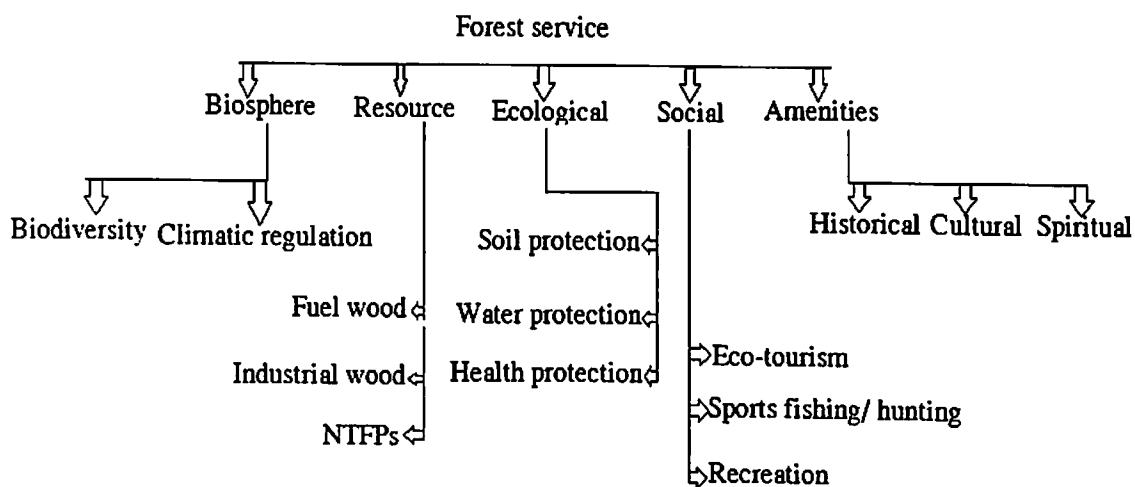 Forest service
Biosphere Resource Ecological Social Amenities
Biodiversity Climatic regulation
Historical Cultural Spiritual
Soil protection
Water protection
Health protection
Fuel wood
Industrial wood
NTFPs
Eco-tourism
Sports fishing/ hunting
Recreation